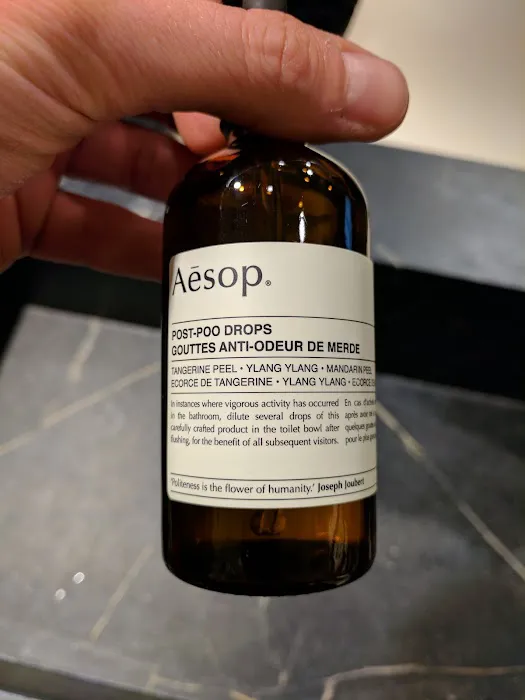 Aēsop.®
POST-POO DROPS
GOUTTES ANTI-ODEUR DE MERDE
TANGERINE PEEL · YLANG YLANG · MANDARIN PEEL
ECORCE DE TANGERINE · YLANG YLANG · ECORCE
In instances where vigorous activity has occurred
in the bathroom, dilute several drops of this
carefully crafted product in the toilet bowl after
flushing, for the benefit of all subsequent visitors.
En cas
après
quelques
pour le plus
'Politeness is the flower of humanity.' Joseph Joubert